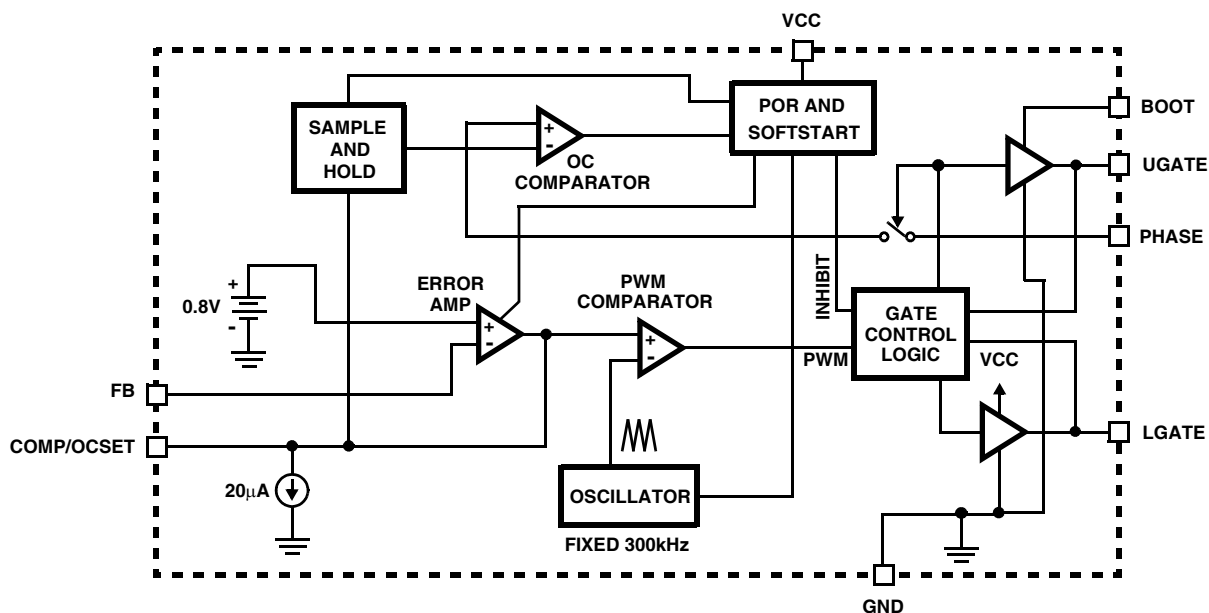 VCC
BOOT
UGATE
PHASE
SAMPLE
AND
HOLD
+
-
OC
COMPARATOR
POR AND
SOFTSTART
+
0.8V
-
ERROR
AMP
+
-
PWM
COMPARATOR
+
-
INHIBIT
PWM
GATE
CONTROL
LOGIC
VCC
FB
COMP/OCSET
LGATE
20μA
OSCILLATOR
FIXED 300kHz
GND